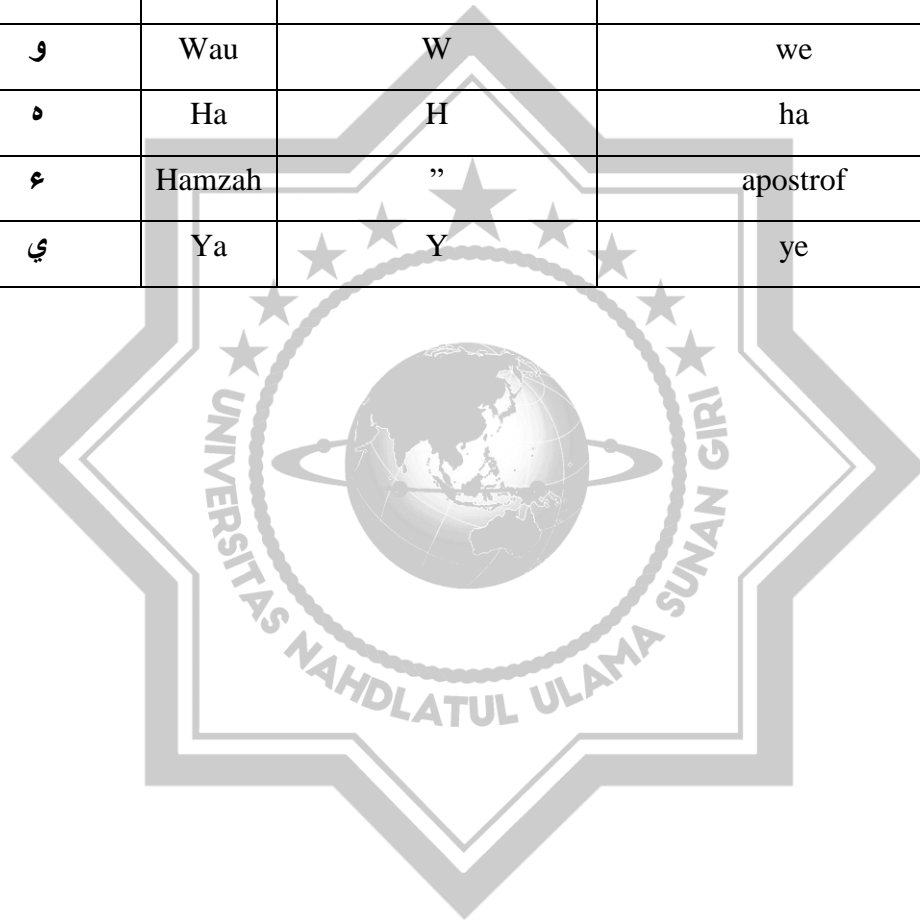 و Wau W we
ه Ha H ha
ء Hamzah ” apostrof
ي Ya Y ye
UNIVERSITAS NAHDLATUL ULAMA SUNAN GIRI